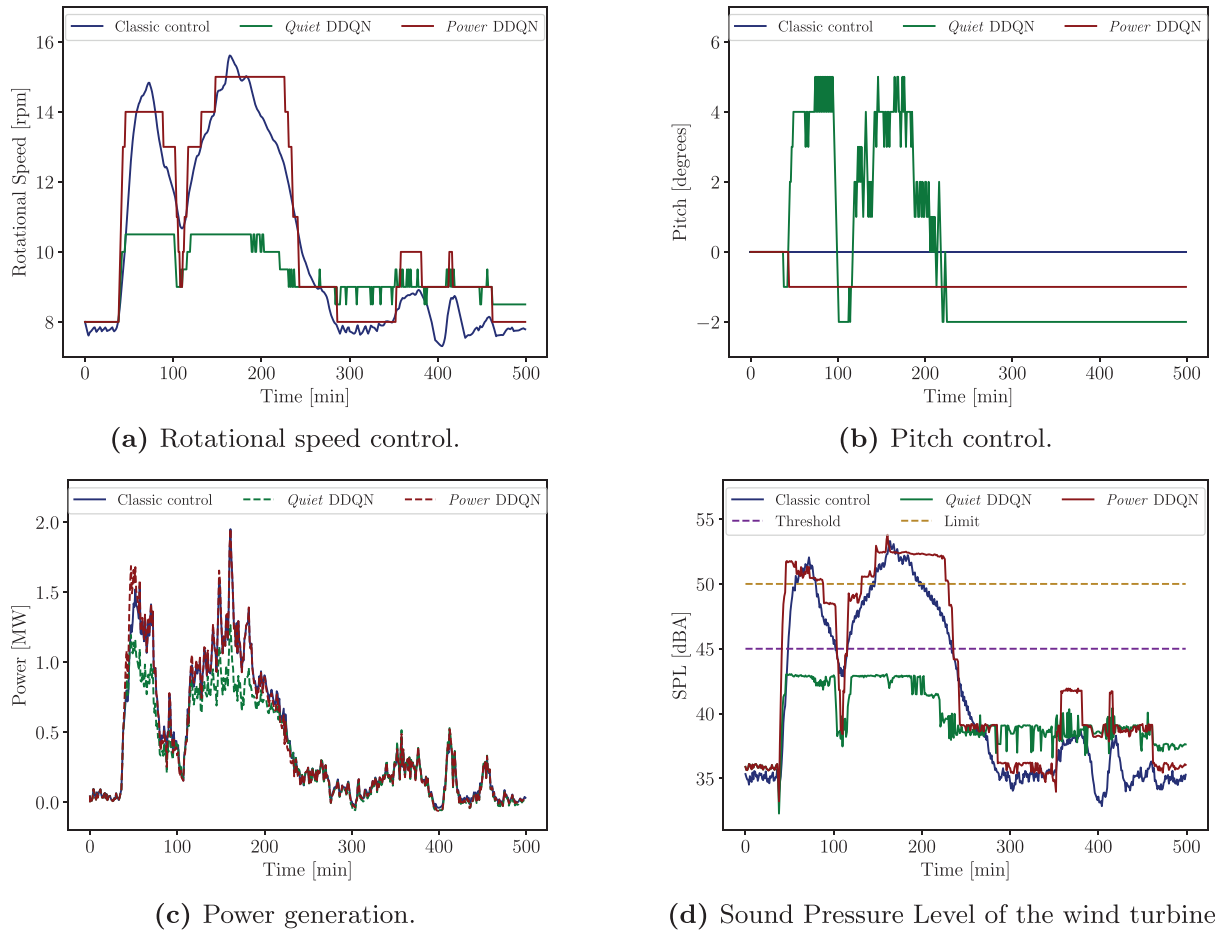 Classic control Quiet DDQN Power DDQN
16
14
12
10
8
Rotational Speed [rpm]
0 100 200 300 400 500
Time [min]
(a) Rotational speed control.
Classic control Quiet DDQN Power DDQN
6
4
2
0
−2
Pitch [degrees]
0 100 200 300 400 500
Time [min]
(b) Pitch control.
Classic control Quiet DDQN Power DDQN
2.0
1.5
1.0
0.5
0.0
Power [MW]
0 100 200 300 400 500
Time [min]
(c) Power generation.
Classic control Quiet DDQN Power DDQN
Threshold Limit
55
50
45
40
35
SPL [dBA]
0 100 200 300 400 500
Time [min]
(d) Sound Pressure Level of the wind turbine